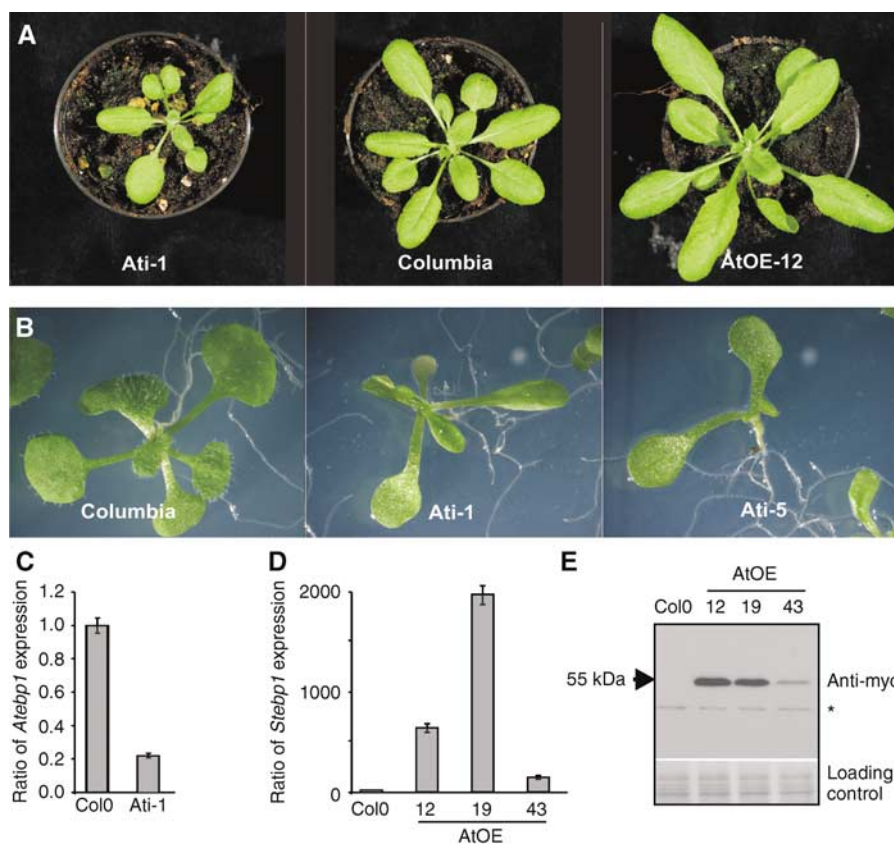 A
Ati-1
Columbia
AtOE-12
B
Columbia
Ati-1
Ati-5
C
Ratio of Atebp1 expression
1.2
1.0
0.8
0.6
0.4
0.2
0.0
Col0 Ati-1
D
Ratio of Stebp1 expression
2000
1000
0
Col0 12 19 43
AtOE
E
AtOE
Col0 12 19 43
55 kDa
Anti-myc
*
Loading
control